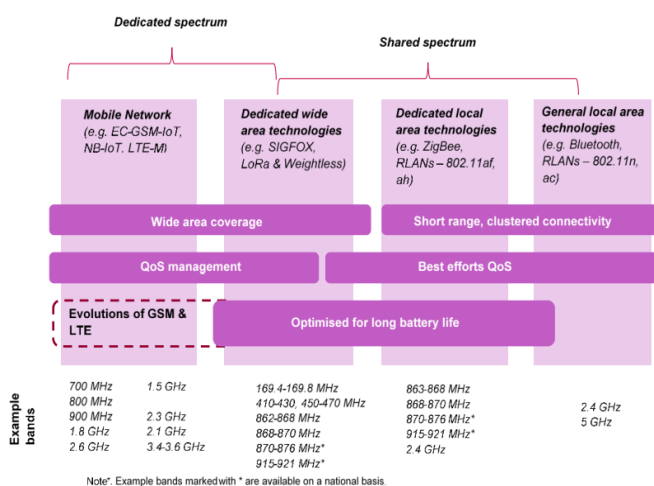 Dedicated spectrum
Shared spectrum
Mobile Network
(e.g. EC-GSM-IoT,
NB-IoT. LTE-M)
Dedicated wide
area technologies
(e.g. SIGFOX,
LoRa & Weightless)
Dedicated local
area technologies
(e.g. ZigBee,
RLANs – 802.11af,
ah)
General local area
technologies
(e.g. Bluetooth,
RLANs - 802.11n,
ac)
Wide area coverage
Short range, clustered connectivity
QoS management
Best efforts QoS
Evolutions of GSM &
LTE
Optimised for long battery life
Example
bands
700 MHz
800 MHz
900 MHz
1.8 GHz
2.6 GHz
1.5 GHz
2.3 GHz
2.1 GHz
3.4-3.6 GHz
169.4-169.8 MHz
410-430, 450-470 MHz
862-868 MHz
868-870 MHz
870-876 MHz*
915-921 MHz*
863-868 MHz
868-870 MHz
870-876 MHz*
915-921 MHz*
2.4 GHz
2.4 GHz
5 GHz
Note*. Example bands marked with * are available on a national basis.